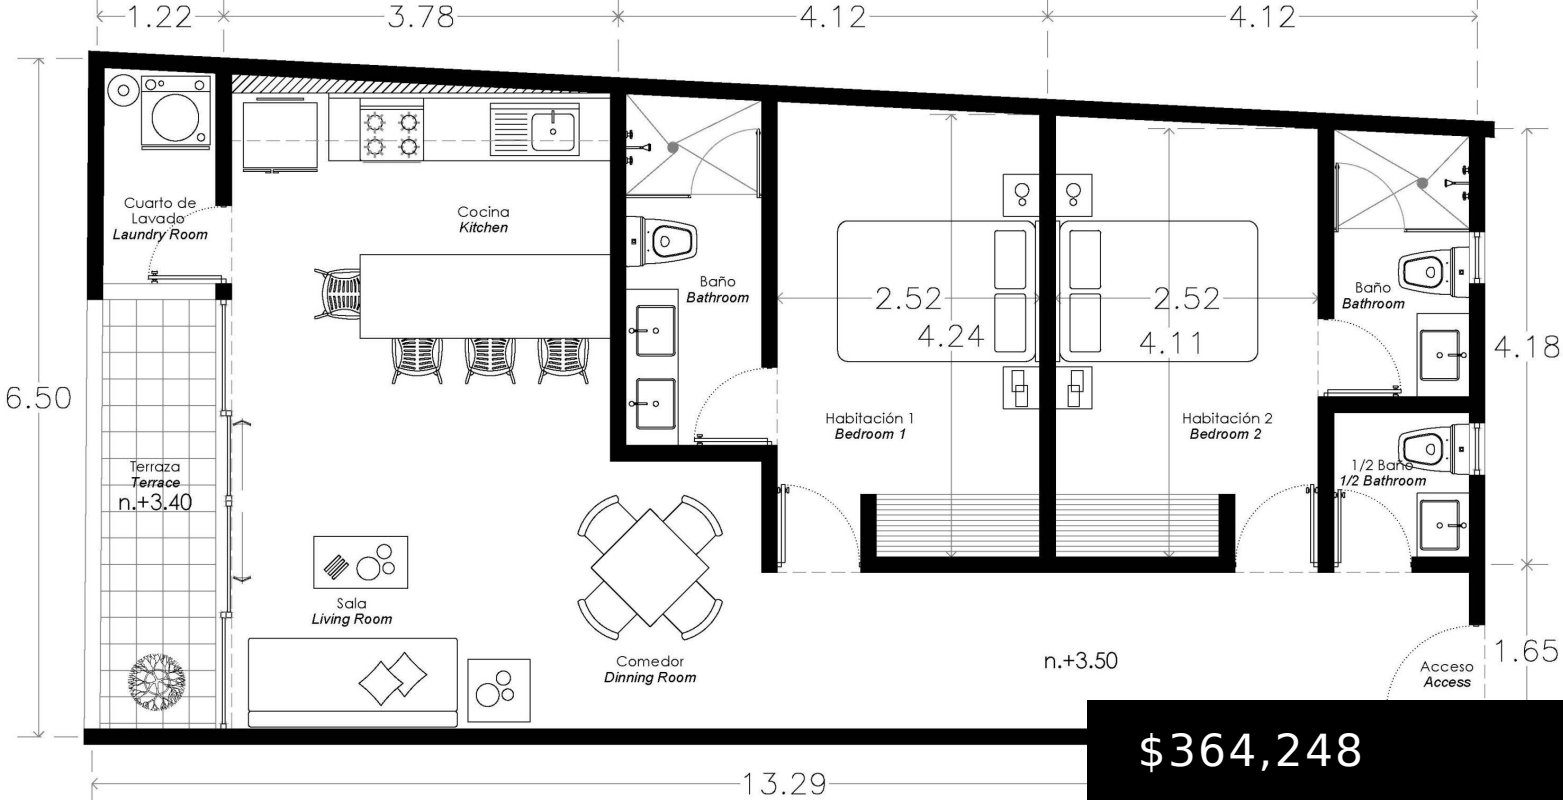 1.22
3.78
4.12
4.12
Cuarto de
Lavado
Laundry Room
Cocina
Kitchen
Baño
Bathroom
2.52
4.24
2.52
4.11
Baño
Bathroom
4.18
6.50
Habitación 1
Bedroom 1
Habitación 2
Bedroom 2
1/2 Baño
1/2 Bathroom
Terraza
Terrace
n.+3.40
Sala
Living Room
Comedor
Dinning Room
n.+3.50
Acceso
Access
1.65
$364,248
13.29